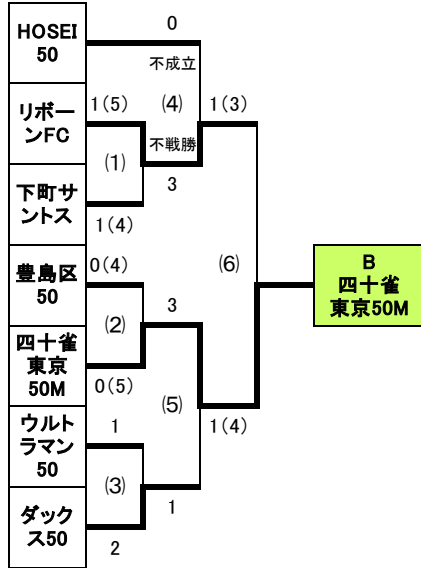 HOSEI
50
0
不成立
リボー
ンFC
1(5)
(4)
1(3)
(1)
不戦勝
3
下町サ
ントス
1(4)
豊島区
50
0(4)
(6)
B
四十雀
東京50M
(2)
3
四十雀
東京
50M
0(5)
(5)
ウルト
ラマン
50
1
1(4)
(3)
1
ダック
ス50
2